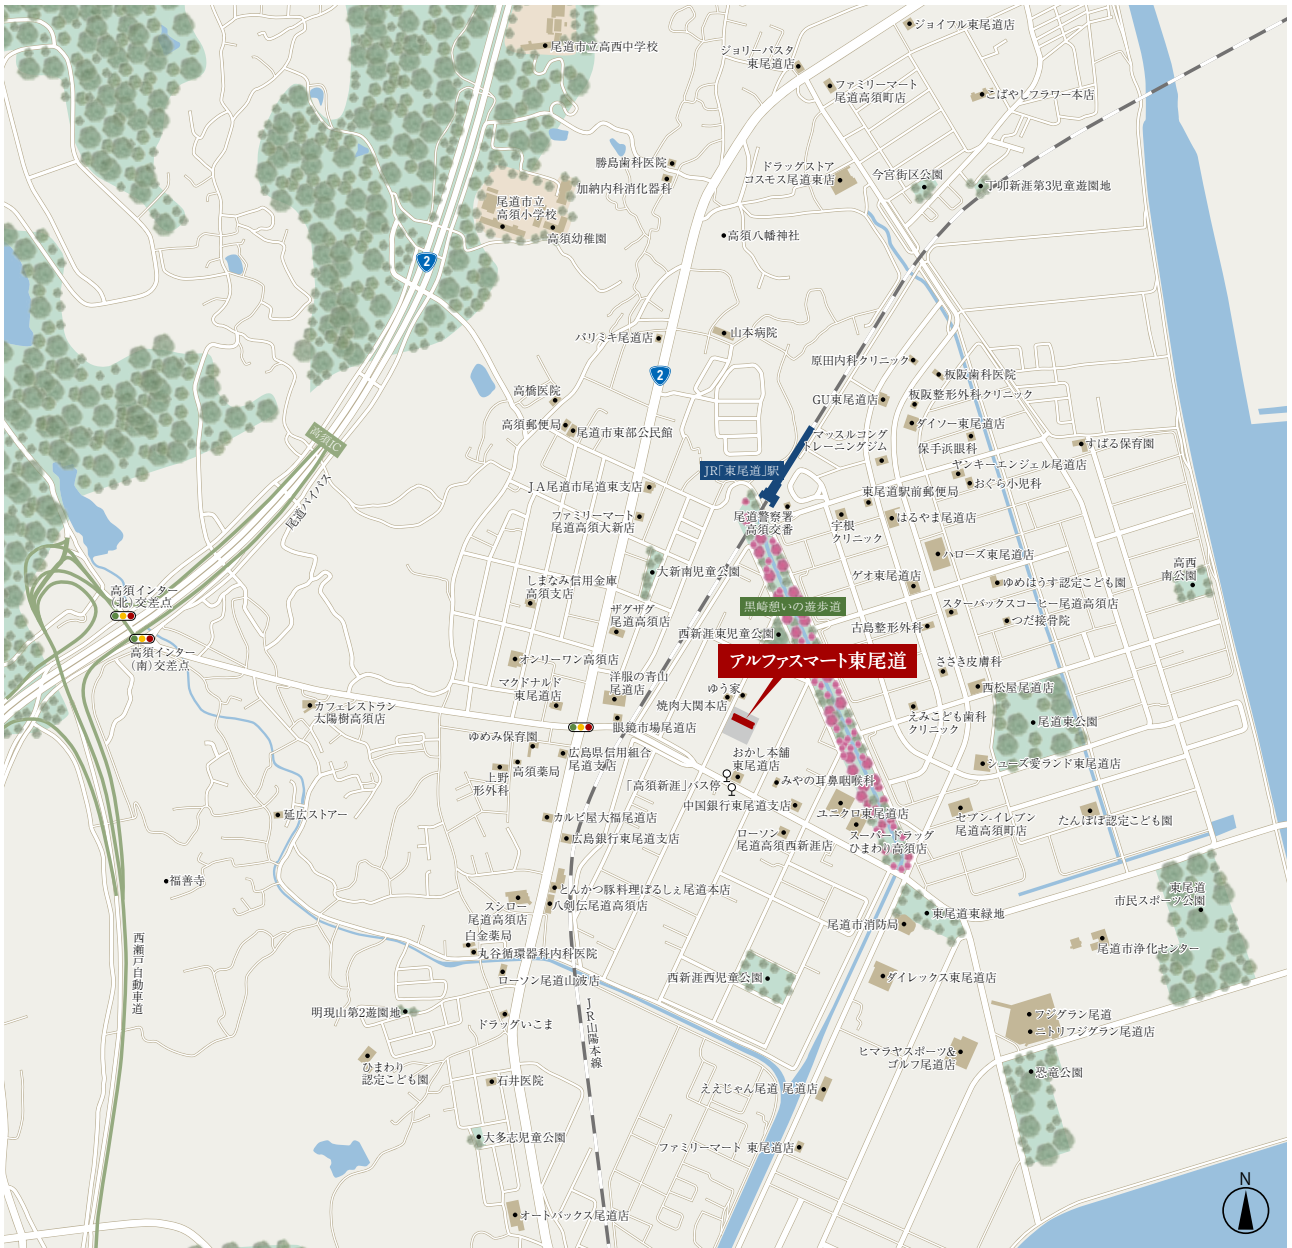 ジョイフル東尾道店
尾道市立高西中学校
ジョリーパスタ
東尾道店
ファミリーマート
尾道高須町店
こばやしフラワー本店
勝島歯科医院
加納内科消化器科
ドラッグストア
コスモス尾道東店
今宮街区公園
丁卯新涯第3児童遊園地
尾道市立
高須小学校
高須幼稚園
高須八幡神社
2
パリミキ尾道店
山本病院
2
原田内科クリニック
板阪歯科医院
高橋医院
GU東尾道店
板阪整形外科クリニック
高須郵便局
尾道市東部公民館
ダイソー東尾道店
マッスルコング
トレーニングジム
保手浜眼科
すばる保育園
高須IC
JR「東尾道」駅
ヤンキーエンジェル尾道店
おぐら小児科
尾道バイパス
JA尾道市尾道東支店
東尾道駅前郵便局
ファミリーマート
尾道高須大新店
尾道警察署
高須交番
宇根
クリニック
はるやま尾道店
ハローズ東尾道店
高西
南公園
大新南児童公園
しまなみ信用金庫
高須支店
ゲオ東尾道店
ゆめはうす認定こども園
高須インター
(北)交差点
ザグザグ
尾道高須店
黒崎憩いの遊歩道
スターバックスコーヒー尾道高須店
つだ接骨院
西新涯東児童公園
古島整形外科
高須インター
(南)交差点
オンリーワン高須店
アルファスマート東尾道
ささき皮膚科
マクドナルド
東尾道店
洋服の青山
尾道店
ゆう家
焼肉大関本店
西松屋尾道店
カフェレストラン
太陽樹高須店
眼鏡市場尾道店
えみこども歯科
クリニック
尾道東公園
ゆめみ保育園
広島県信用組合
尾道支店
おかし本舗
東尾道店
高須薬局
上野
形外科
「高須新涯」バス停
みやの耳鼻咽喉科
シューズ愛ランド東尾道店
中国銀行東尾道支店
延広ストアー
カルビ屋大福尾道店
ユニクロ東尾道店
セブン-イレブン
尾道高須町店
たんぽぽ認定こども園
広島銀行東尾道支店
ローソン
尾道高須西新涯店
スーパードラッグ
ひまわり高須店
福善寺
とんかつ豚料理ぽるしぇ尾道本店
東尾道
市民スポーツ公園
スシロー
尾道高須店
八剣伝尾道高須店
東尾道東緑地
尾道市消防局
白金薬局
西瀬戸自動車道
丸谷循環器科内科医院
尾道市浄化センター
ローソン尾道山波店
西新涯西児童公園
ダイレックス東尾道店
明現山第2遊園地
ドラッグいこま
JR山陽本線
フジグラン尾道
ニトリフジグラン尾道店
ひまわり
認定こども園
ヒマラヤスポーツ&
ゴルフ尾道店
石井医院
ええじゃん尾道 尾道店
恐竜公園
大多志児童公園
ファミリーマート 東尾道店
オートバックス尾道店
N